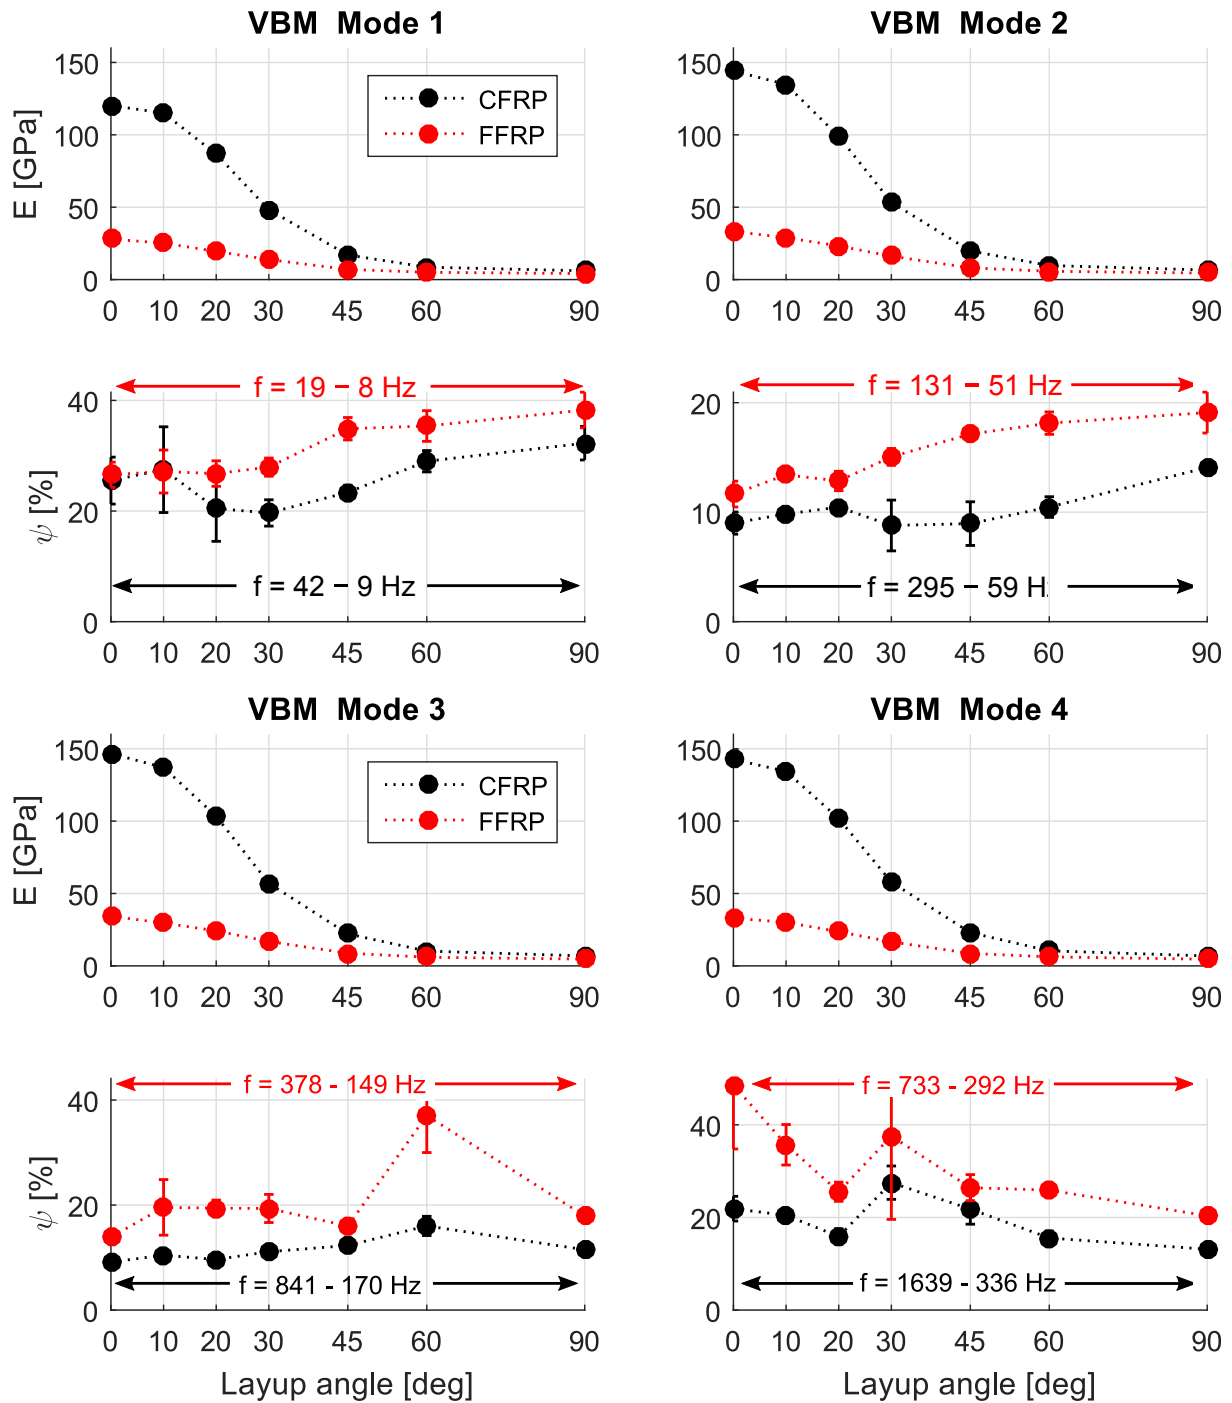 VBM Mode 1
VBM Mode 2
E [GPa]
150
100
50
0
CFRP
FFRP
0 10 20 30 45 60 90
150
100
50
0
0 10 20 30 45 60 90
ψ [%]
40
20
0
f = 19 – 8 Hz
f = 42 – 9 Hz
0 10 20 30 45 60 90
20
10
0
f = 131 – 51 Hz
f = 295 – 59 H
0 10 20 30 45 60 90
VBM Mode 3
VBM Mode 4
E [GPa]
150
100
50
0
CFRP
FFRP
0 10 20 30 45 60 90
150
100
50
0
0 10 20 30 45 60 90
ψ [%]
40
20
0
f = 378 - 149 Hz
f = 841 - 170 Hz
0 10 20 30 45 60 90
Layup angle [deg]
40
20
0
f = 733 - 292 Hz
f = 1639 - 336 Hz
0 10 20 30 45 60 90
Layup angle [deg]